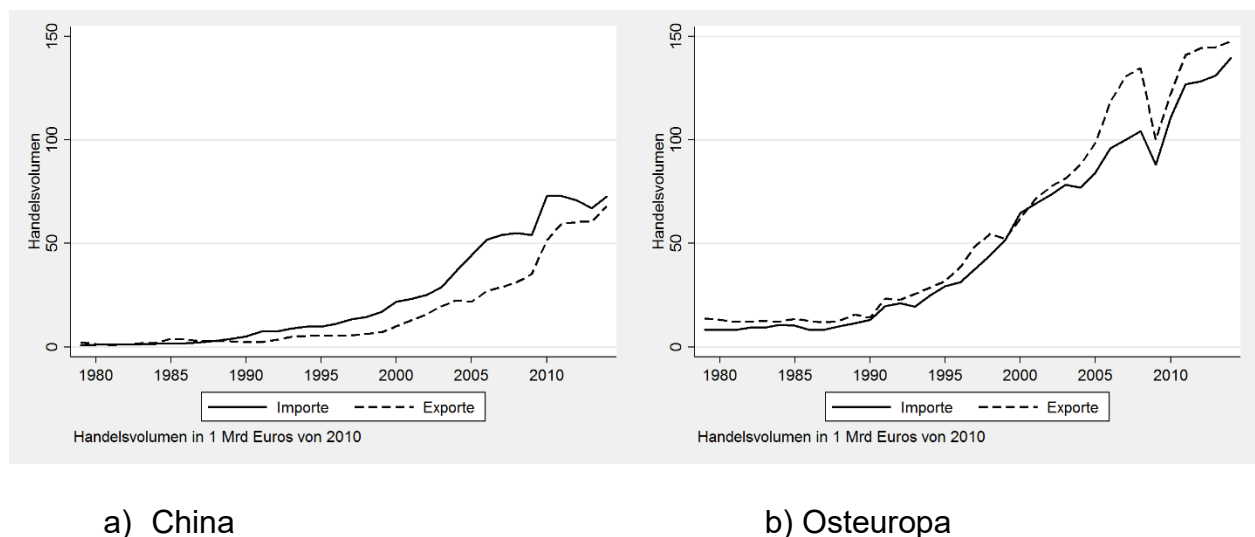 150
100
50
0
Handelsvolumen
1980 1985 1990 1995 2000 2005 2010
Importe Exporte
Handelsvolumen in 1 Mrd Euros von 2010
150
100
50
0
Handelsvolumen
1980 1985 1990 1995 2000 2005 2010
Importe Exporte
Handelsvolumen in 1 Mrd Euros von 2010
a) China
b) Osteuropa